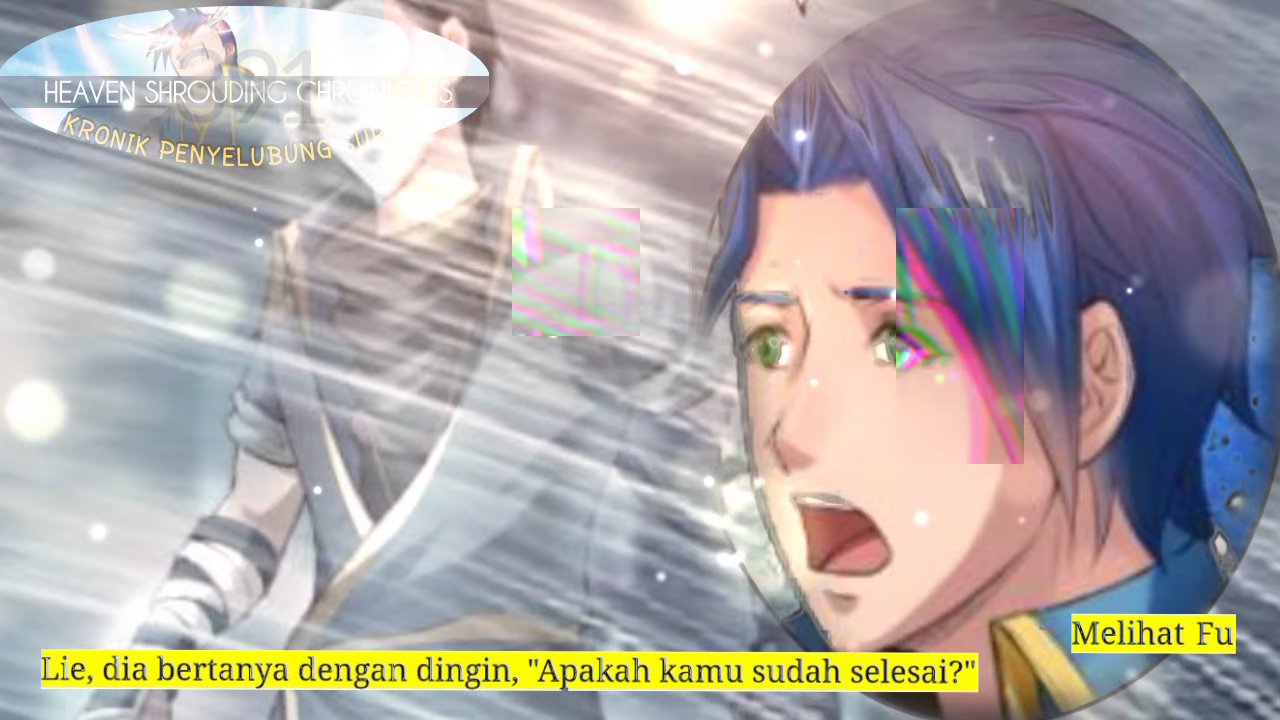 HEAVEN SHROUDING CHRONICLES
KRONIK PENYELUBUNG
Melihat Fu
Lie, dia bertanya dengan dingin, "Apakah kamu sudah selesai?"